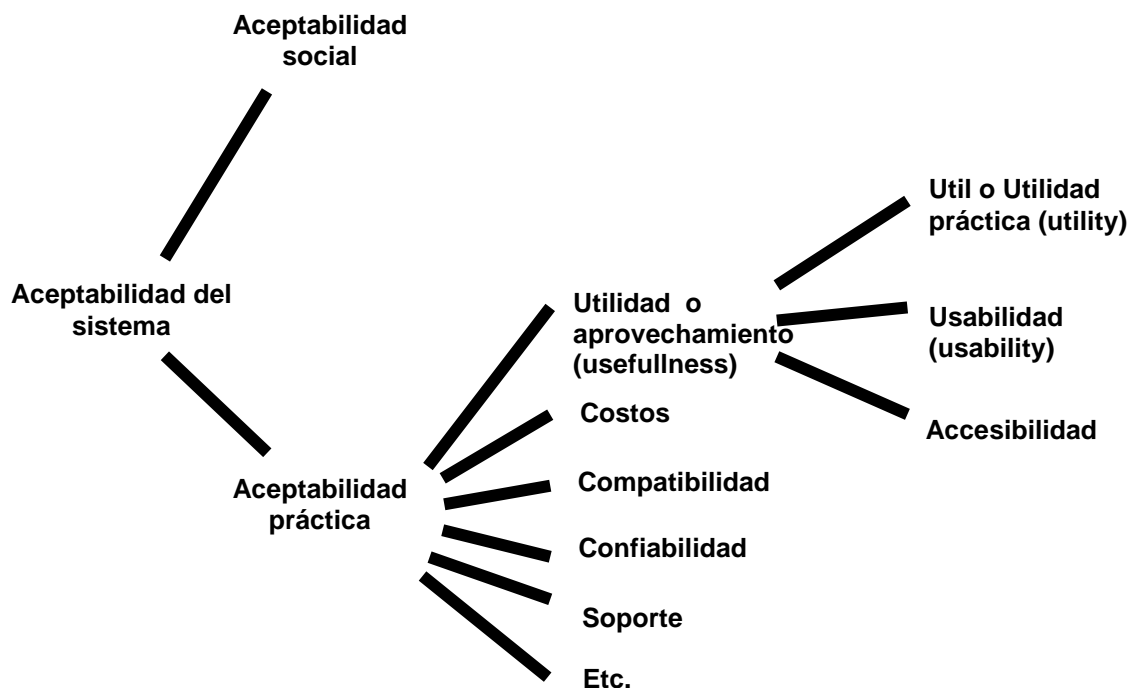 Aceptabilidad
social
Aceptabilidad del
sistema
Aceptabilidad
práctica
Utilidad o
aprovechamiento
(usefullness)
Costos
Compatibilidad
Confiabilidad
Soporte
Etc.
Util o Utilidad
práctica (utility)
Usabilidad
(usability)
Accesibilidad